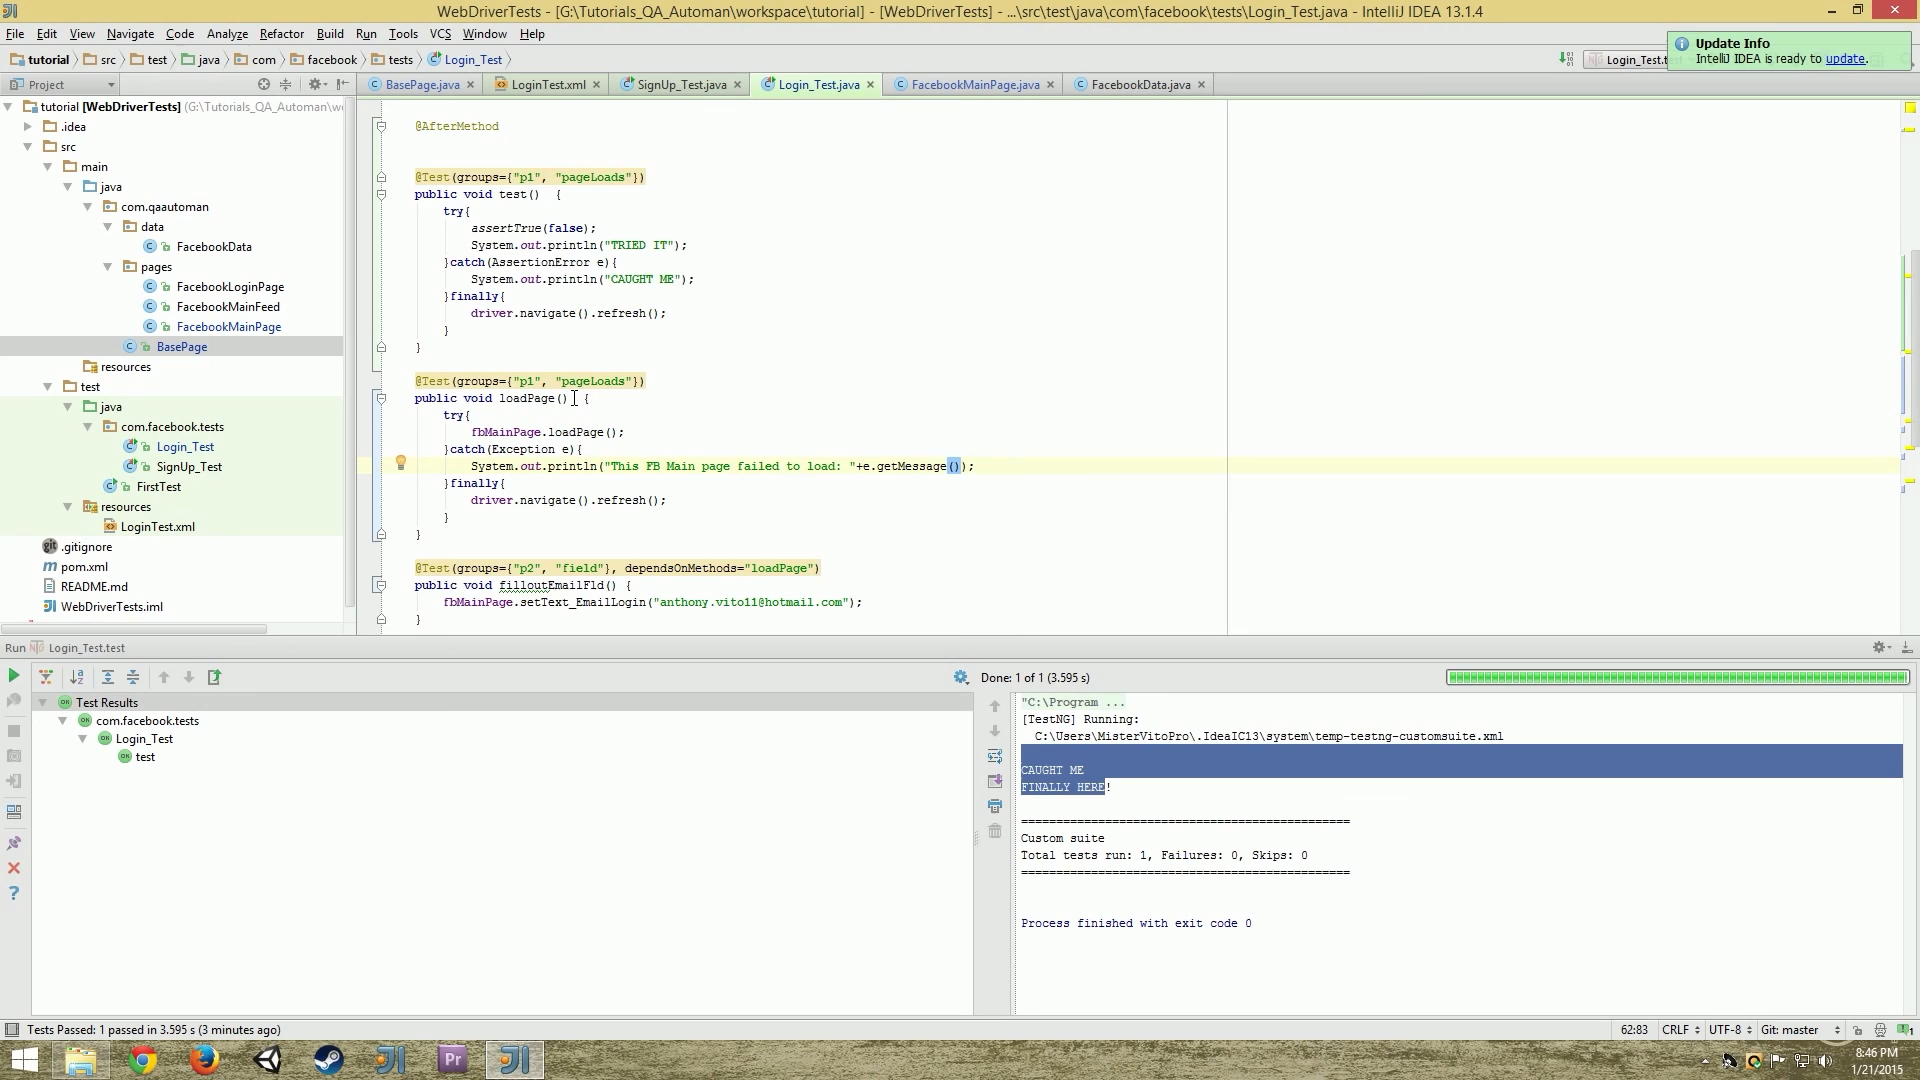 WebDriverTests - [G:\Tutorials_QA_Automan\workspace\tutorial] - [WebDriverTests] - ...\src\test\java\com\facebook\tests\Login_Test.java - IntelliJ IDEA 13.1.4
File Edit View Navigate Code Analyze Refactor Build Run Tools VCS Window Help
Update Info
IntelliJ IDEA is ready to update.
tutorial src test java com facebook tests Login_Test
Login_Test.t
Project
BasePage.java LoginTest.xml SignUp_Test.java Login_Test.java FacebookMainPage.java FacebookData.java
tutorial [WebDriverTests] (G:\Tutorials_QA_Automan\w
.idea
src
main
java
com.qaautoman
data
FacebookData
pages
FacebookLoginPage
FacebookMainFeed
FacebookMainPage
BasePage
resources
test
java
com.facebook.tests
Login_Test
SignUp_Test
FirstTest
resources
LoginTest.xml
.gitignore
pom.xml
README.md
WebDriverTests.iml
@AfterMethod
@Test(groups={"p1", "pageLoads"})
public void test()  {
try{
assertTrue(false);
System.out.println("TRIED IT");
}catch(AssertionError e){
System.out.println("CAUGHT ME");
}finally{
driver.navigate().refresh();
}
}
@Test(groups={"p1", "pageLoads"})
public void loadPage()  {
try{
fbMainPage.loadPage();
}catch(Exception e){
System.out.println("This FB Main page failed to load: "+e.getMessage());
}finally{
driver.navigate().refresh();
}
}
@Test(groups={"p2", "field"}, dependsOnMethods="loadPage")
public void filloutEmailFld() {
fbMainPage.setText_EmailLogin("anthony.vito11@hotmail.com");
}
Run Login_Test.test
Done: 1 of 1 (3.595 s)
Test Results
com.facebook.tests
Login_Test
test
"C:\Program ...
[TestNG] Running:
C:\Users\MisterVitoPro\.IdeaIC13\system\temp-testng-customsuite.xml
CAUGHT ME
FINALLY HERE!
===============================================
Custom suite
Total tests run: 1, Failures: 0, Skips: 0
===============================================
Process finished with exit code 0
Tests Passed: 1 passed in 3.595 s (3 minutes ago)
62:83 CRLF UTF-8 Git: master
8:46 PM
1/21/2015